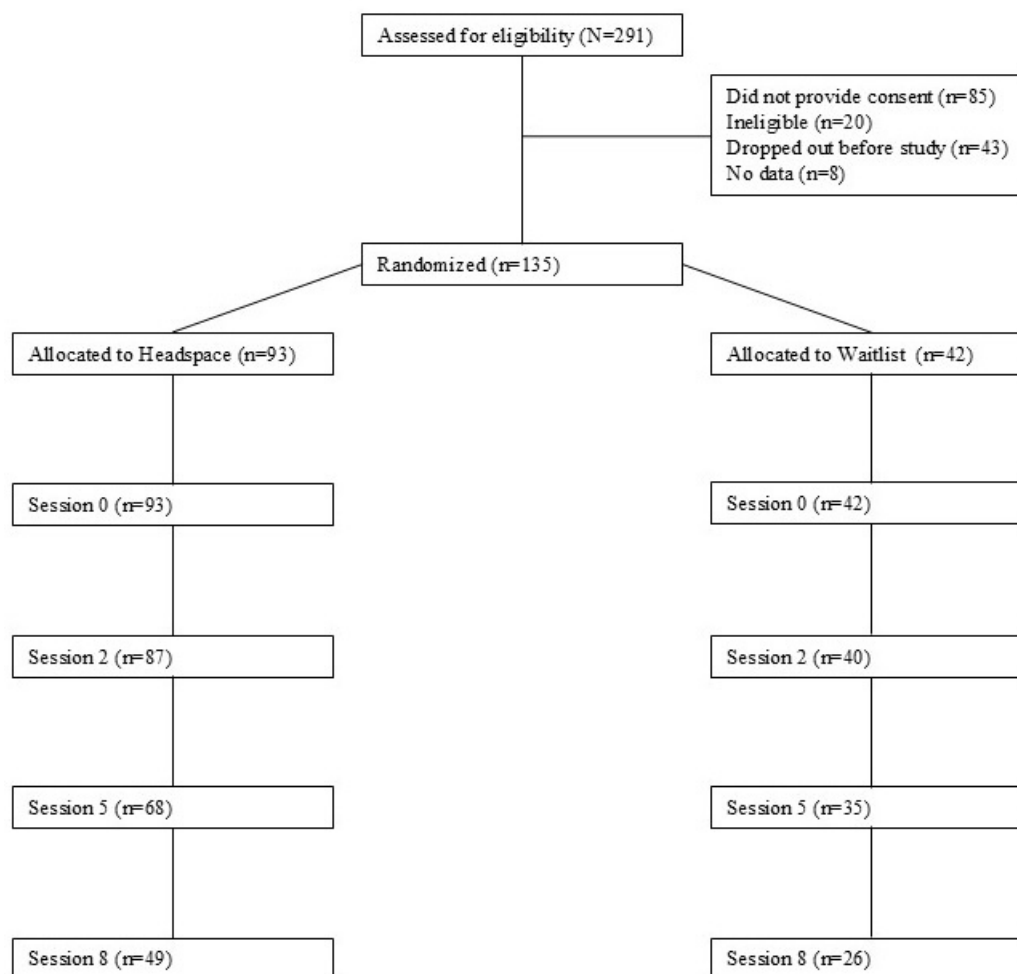 Assessed for eligibility (N=291)
Did not provide consent (n=85)
Ineligible (n=20)
Dropped out before study (n=43)
No data (n=8)
Randomized (n=135)
Allocated to Headspace (n=93)
Allocated to Waitlist (n=42)
Session 0 (n=93)
Session 0 (n=42)
Session 2 (n=87)
Session 2 (n=40)
Session 5 (n=68)
Session 5 (n=35)
Session 8 (n=49)
Session 8 (n=26)